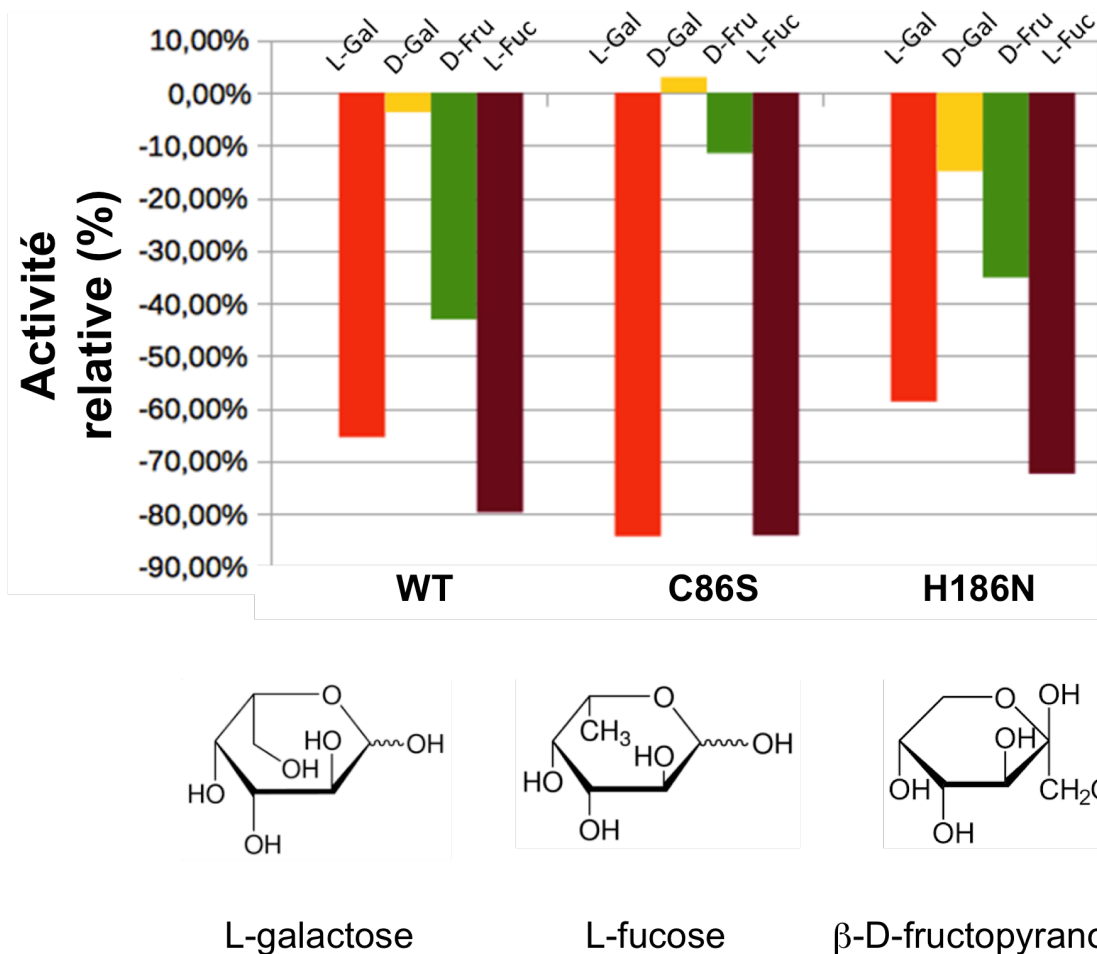 L-Gal D-Gal D-Fru L-Fuc L-Gal D-Gal D-Fru L-Fuc L-Gal D-Gal D-Fru L-Fuc
10,00%
0,00%
-10,00%
-20,00%
-30,00%
-40,00%
-50,00%
-60,00%
-70,00%
-80,00%
-90,00%
Activité
relative (%)
WT C86S H186N
O HO OH OH HO OH
O CH3 HO OH HO OH
O OH OH OH OH CH2
L-galactose L-fucose β-D-fructopyrano